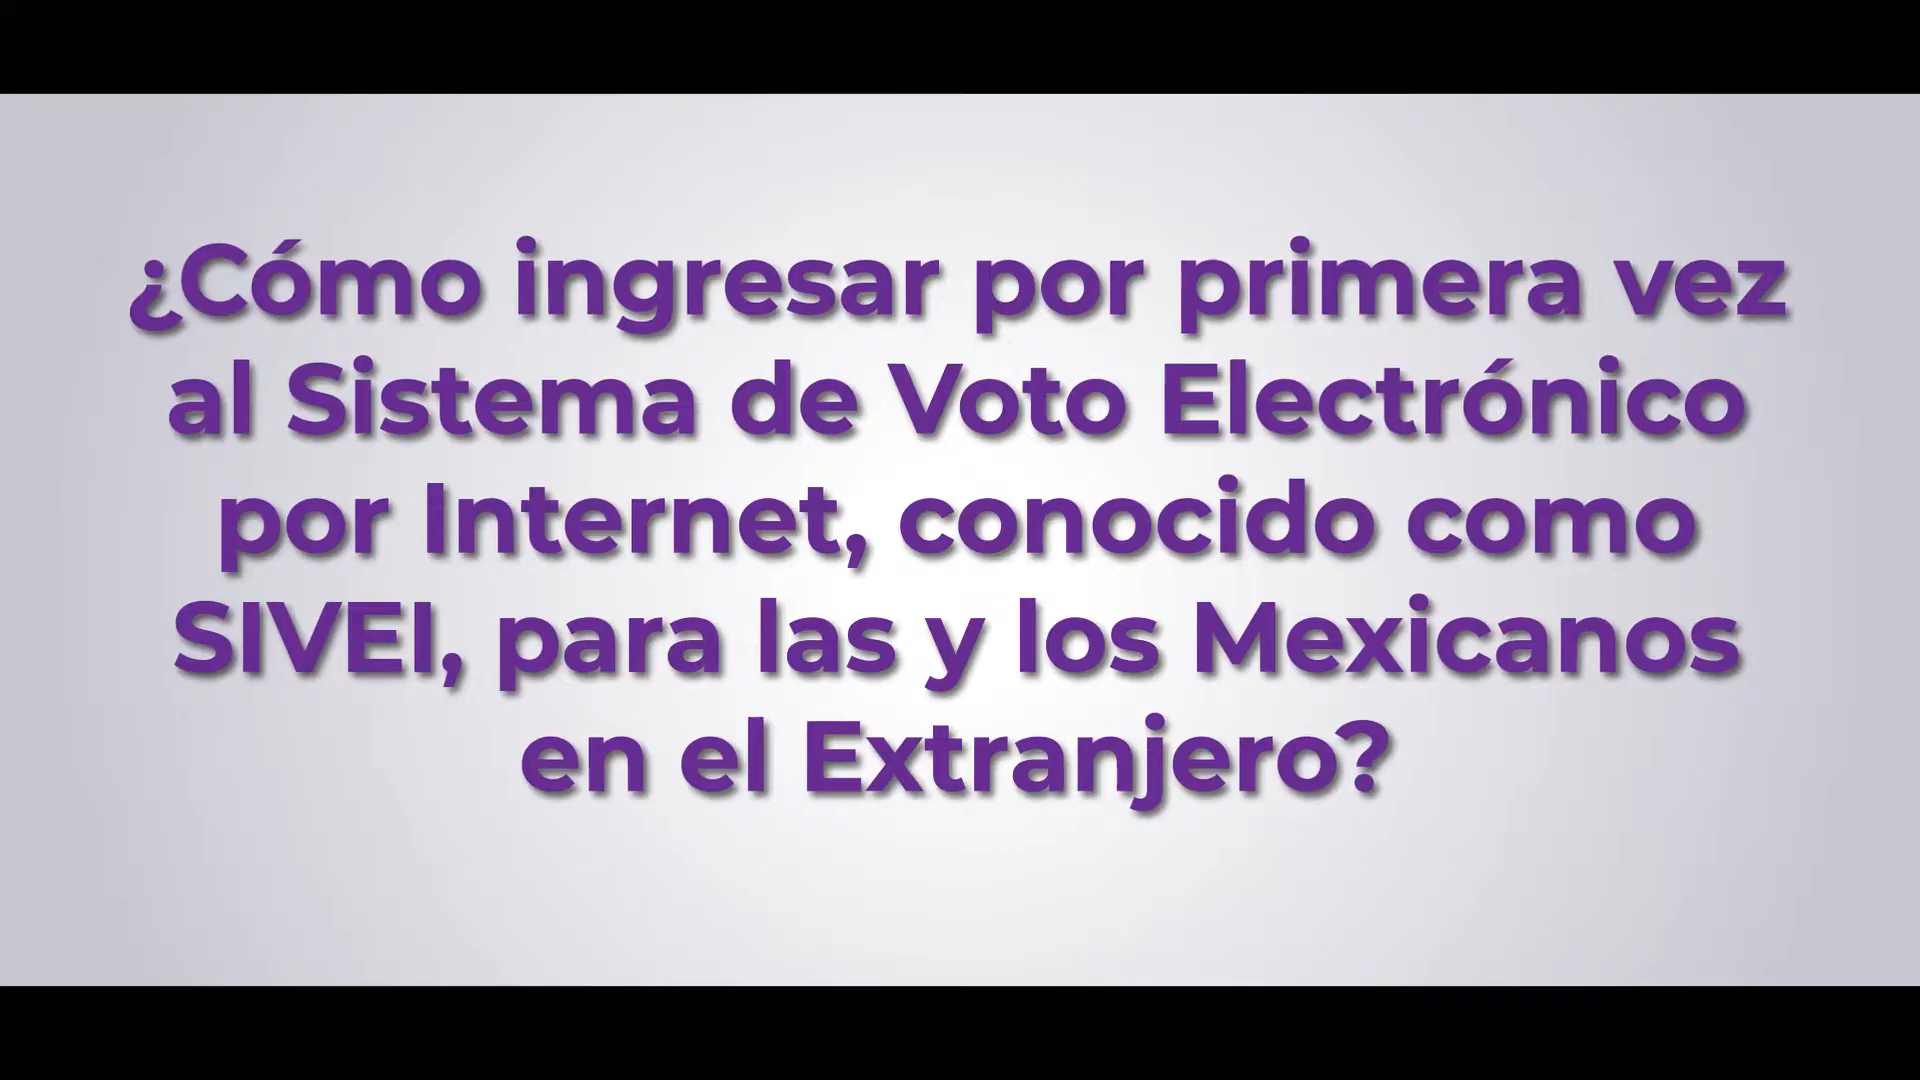 ¿Cómo ingresar por primera vez
al Sistema de Voto Electrónico
por Internet, conocido como
SIVEI, para las y los Mexicanos
en el Extranjero?